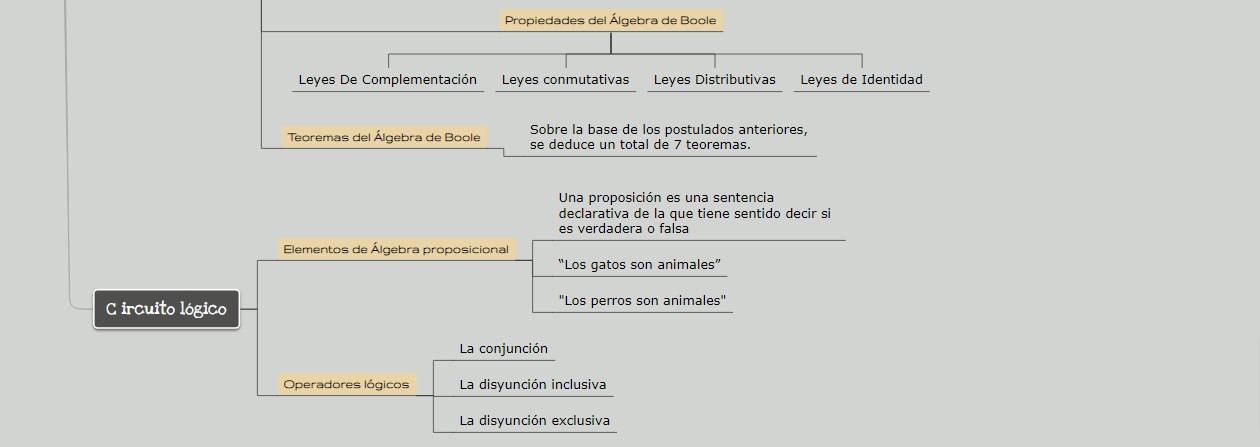 Propiedades del Álgebra de Boole
Leyes De Complementación
Leyes conmutativas
Leyes Distributivas
Leyes de Identidad
Teoremas del Álgebra de Boole
Sobre la base de los postulados anteriores,
se deduce un total de 7 teoremas.
Una proposición es una sentencia
declarativa de la que tiene sentido decir si
es verdadera o falsa
Elementos de Álgebra proposicional
“Los gatos son animales”
"Los perros son animales"
C ircuito lógico
La conjunción
Operadores lógicos
La disyunción inclusiva
La disyunción exclusiva